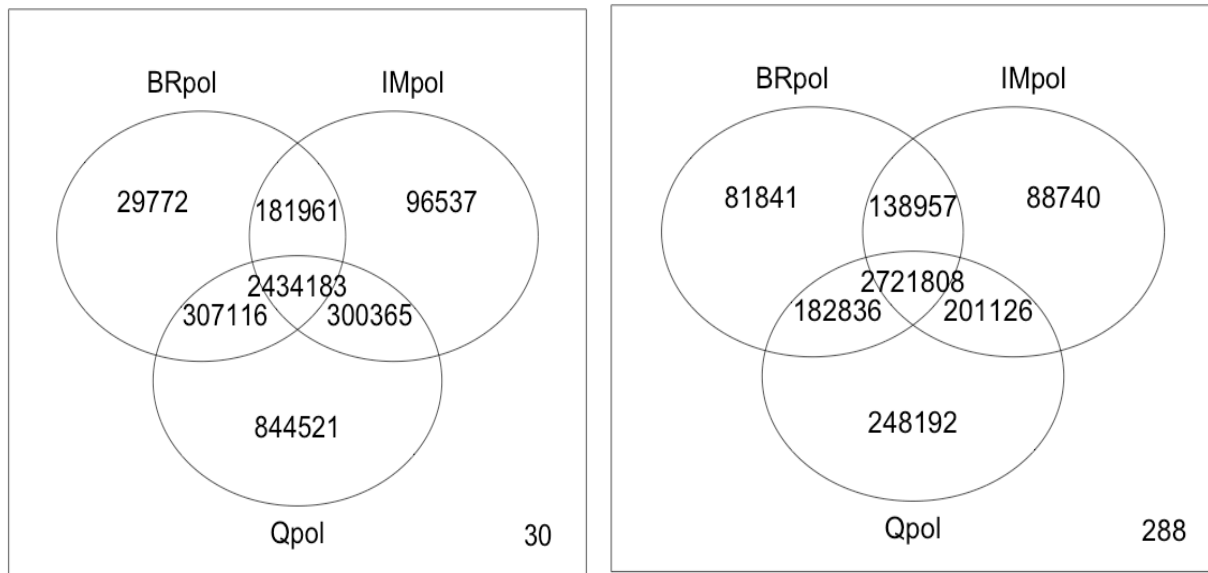 BRpol IMpol
29772 181961 96537
2434183
307116 300365
844521
Qpol 30
BRpol IMpol
81841 138957 88740
2721808
182836 201126
248192
Qpol 288